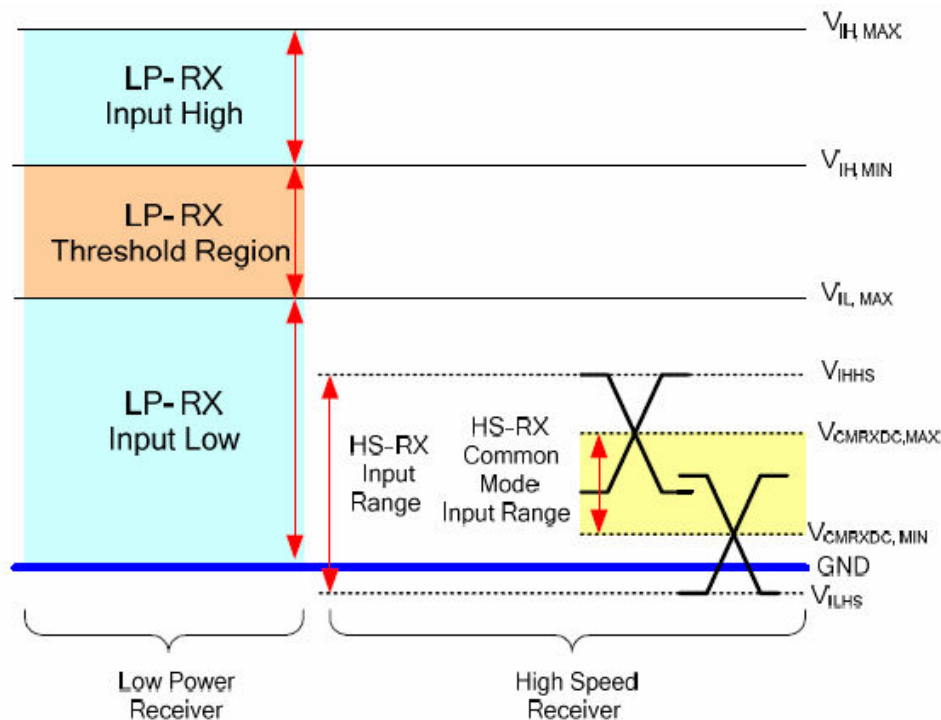 V_IH, MAX
LP-RX
Input High
V_IH, MIN
LP-RX
Threshold Region
V_IL, MAX
LP-RX
Input Low
V_IHHS
HS-RX
Input
Range
HS-RX
Common
Mode
Input Range
V_CMRXDC,MAX
V_CMRXDC, MIN
GND
V_ILHS
Low Power
Receiver
High Speed
Receiver